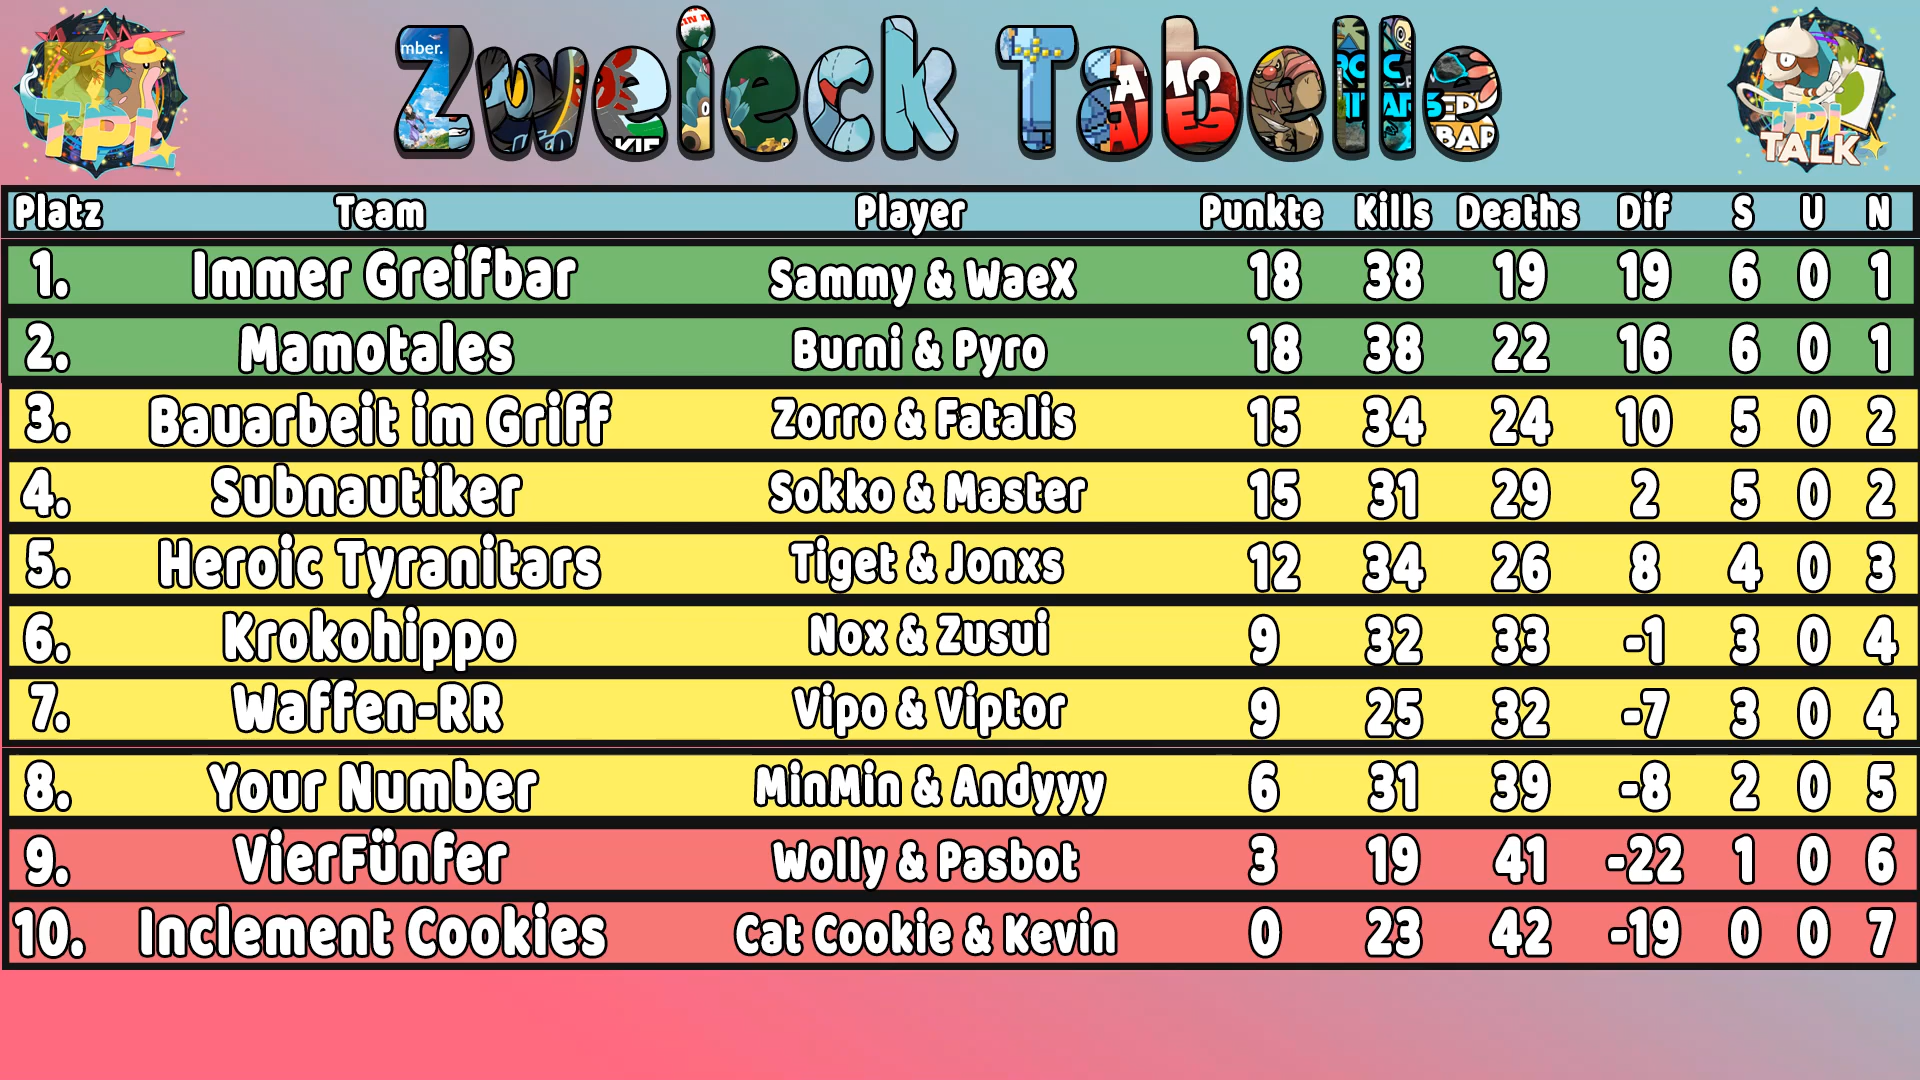 Zweieck Tabelle
TPL
TPL
TALK
Platz Team Player Punkte Kills Deaths Dif S U N
1. Immer Greifbar Sammy & WaeX 18 38 19 19 6 0 1
2. Mamotales Burni & Pyro 18 38 22 16 6 0 1
3. Bauarbeit im Griff Zorro & Fatalis 15 34 24 10 5 0 2
4. Subnautiker Sokko & Master 15 31 29 2 5 0 2
5. Heroic Tyranitars Tiget & Jonxs 12 34 26 8 4 0 3
6. Krokohippo Nox & Zusui 9 32 33 -1 3 0 4
7. Waffen-RR Vipo & Viptor 9 25 32 -7 3 0 4
8. Your Number MinMin & Andyyy 6 31 39 -8 2 0 5
9. VierFünfer Wolly & Pasbot 3 19 41 -22 1 0 6
10. Inclement Cookies Cat Cookie & Kevin 0 23 42 -19 0 0 7